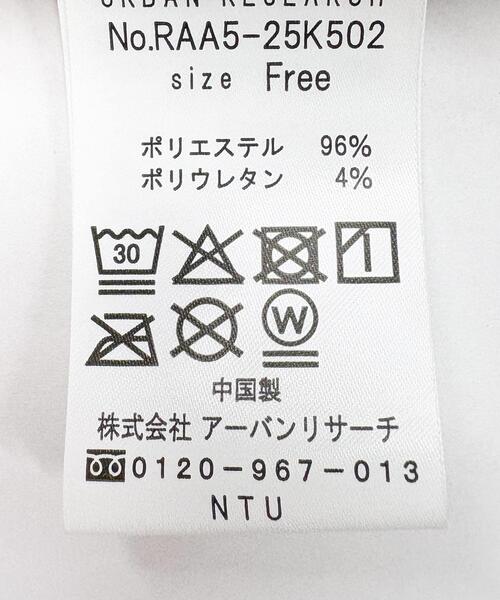 URBAN RESEARCH
No.RAA5-25K502
size Free
ポリエステル 96%
ポリウレタン 4%
30
W
中国製
株式会社 アーバンリサーチ
0120-967-013
NTU